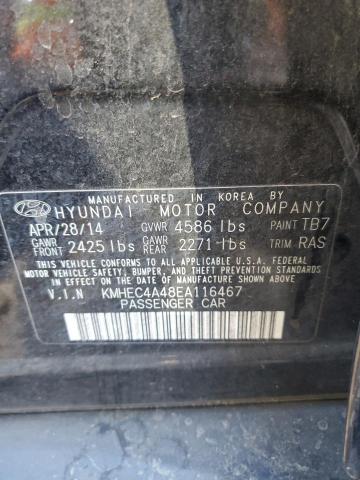 MANUFACTURED IN KOREA BY
HYUNDAI MOTOR COMPANY
APR/28/14 GVWR 4586 lbs PAINT TB7
GAWR FRONT 2425 lbs GAWR REAR 2271 lbs TRIM RAS
THIS VEHICLE CONFORMS TO ALL APPLICABLE U.S.A. FEDERAL
MOTOR VEHICLE SAFETY, BUMPER, AND THEFT PREVENTION STANDARDS
IN EFFECT ON THE DATE OF MANUFACTURE SHOWN ABOVE.
V.I.N KMHEC4A48EA116467
PASSENGER CAR